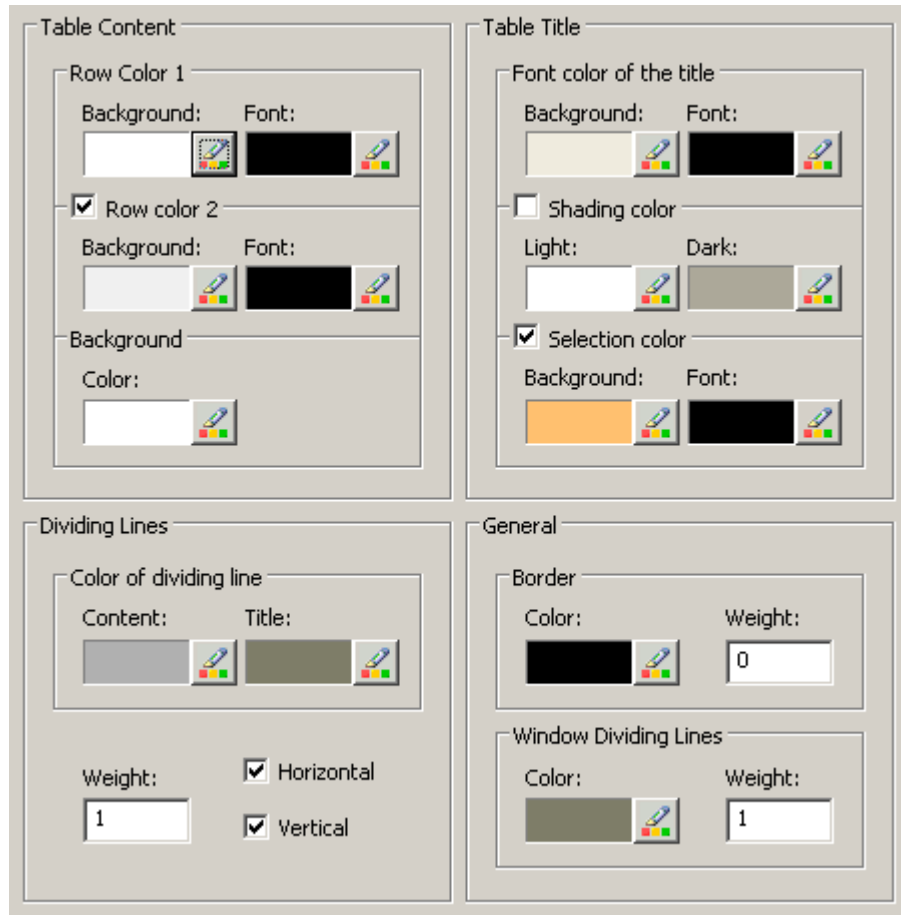 Table Content
Row Color 1
Background: Font:
Row color 2
Background: Font:
Background
Color:
Table Title
Font color of the title
Background: Font:
Shading color
Light: Dark:
Selection color
Background: Font:
Dividing Lines
Color of dividing line
Content: Title:
Weight:
1
Horizontal
Vertical
General
Border
Color: Weight:
0
Window Dividing Lines
Color: Weight:
1